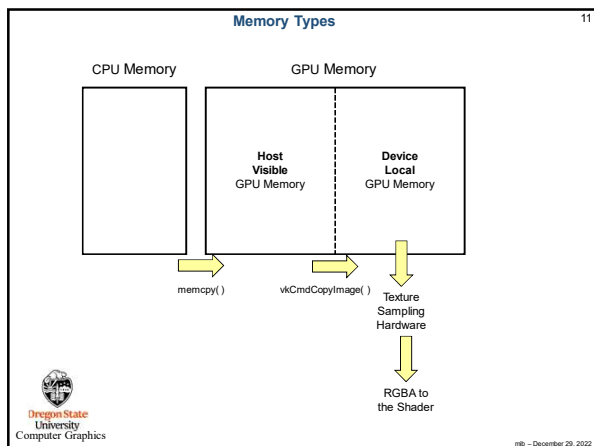 Memory Types
11
CPU Memory
GPU Memory
Host
Visible
GPU Memory
Device
Local
GPU Memory
memcpy( )
vkCmdCopyImage( )
Texture
Sampling
Hardware
RGBA to
the Shader
Oregon State
University
Computer Graphics
mjb – December 29, 2022